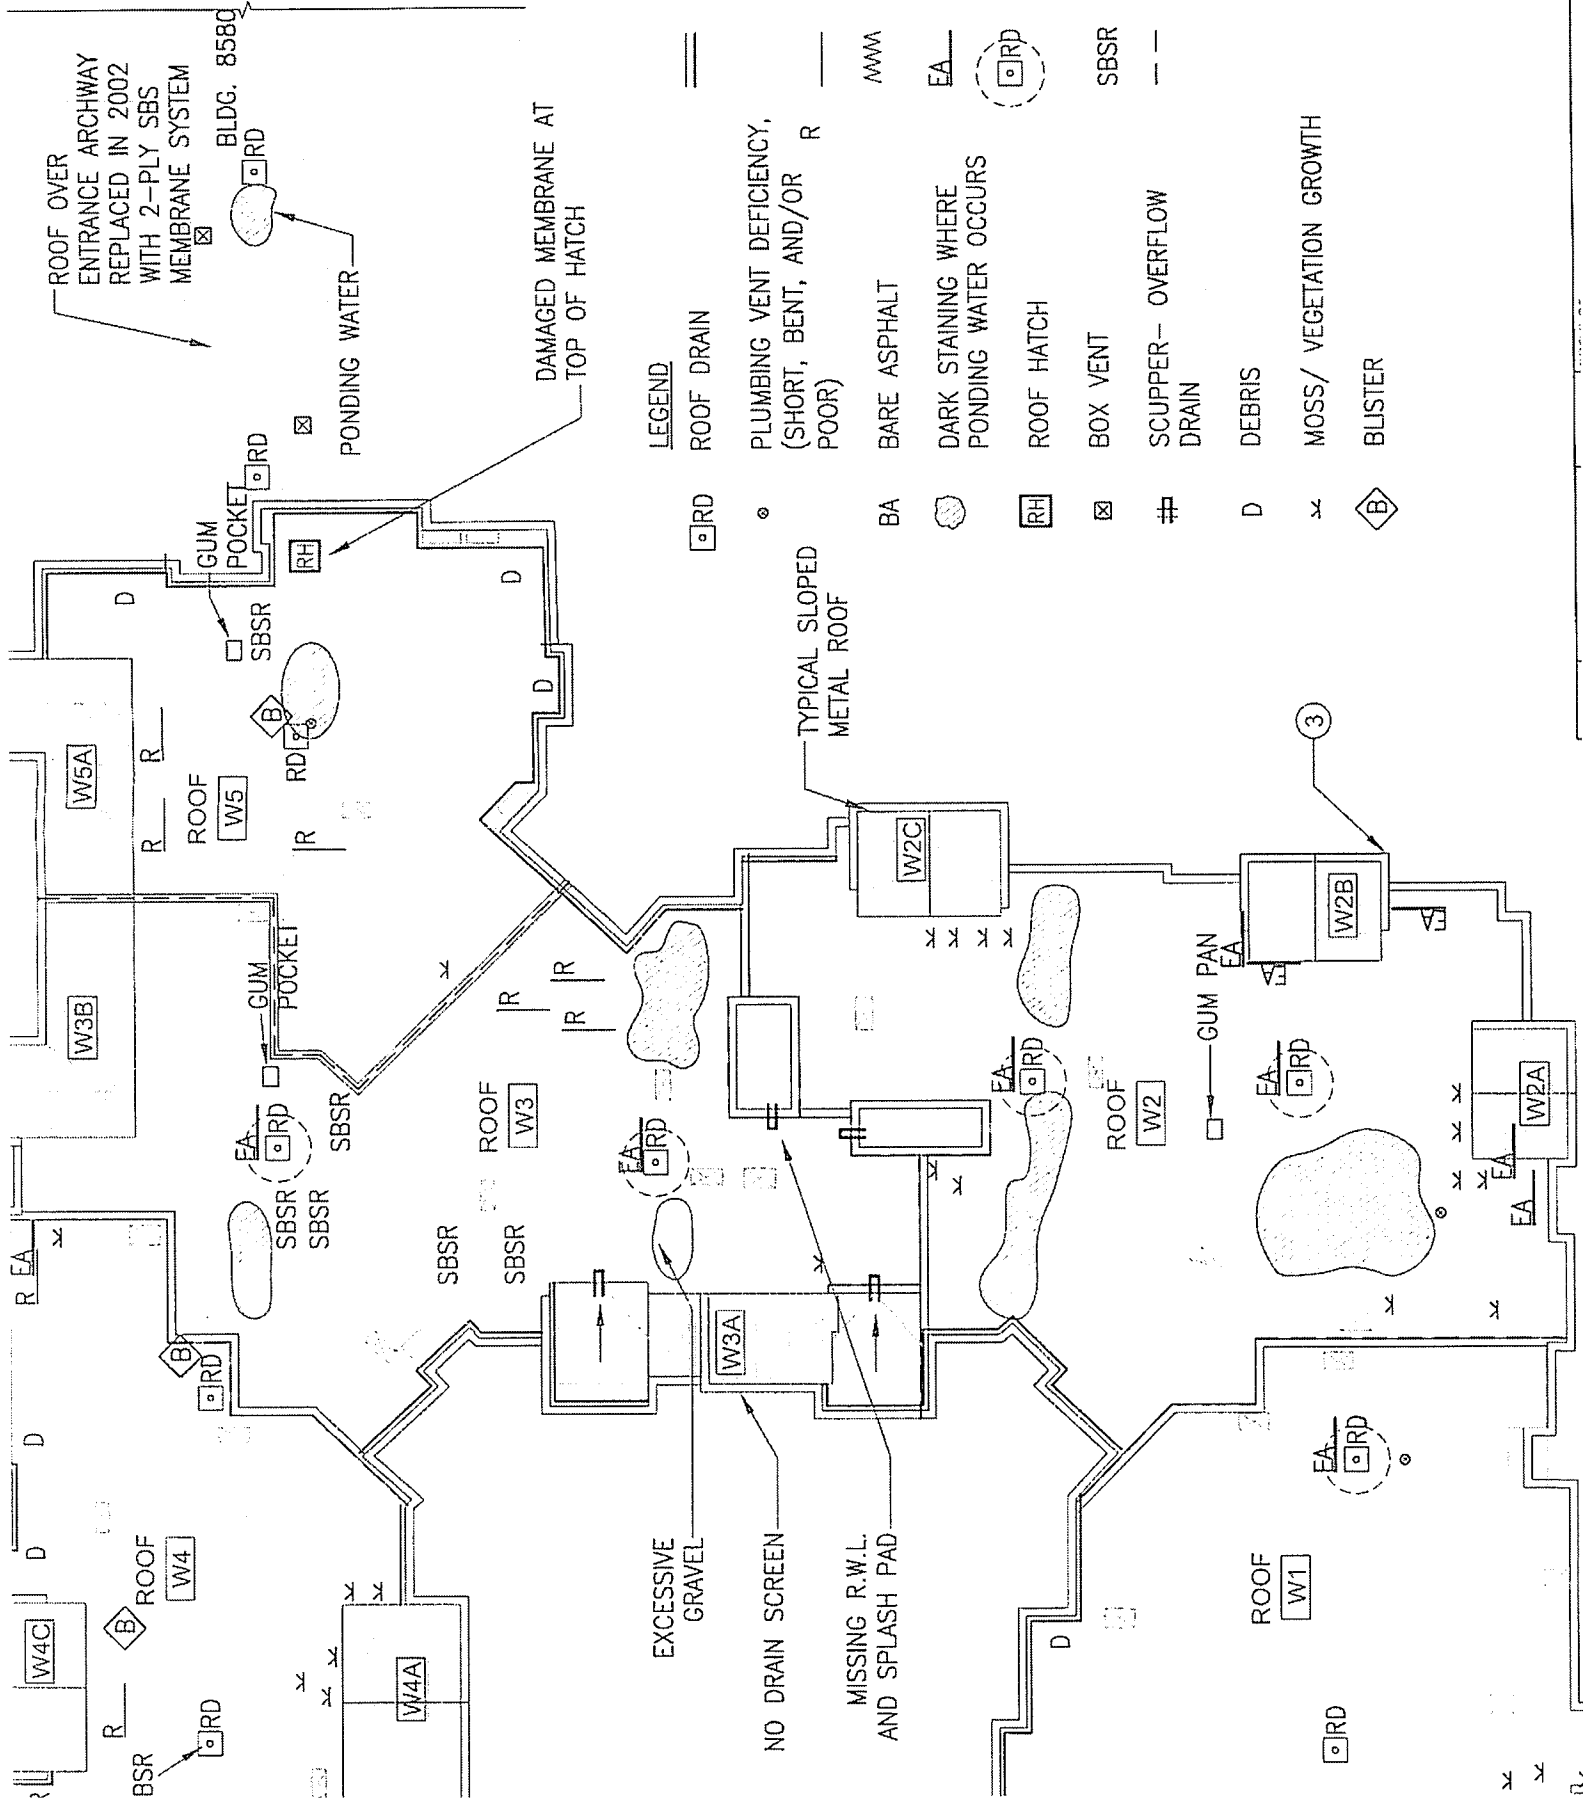 ROOF OVER
ENTRANCE ARCHWAY
REPLACED IN 2002
WITH 2-PLY SBS
MEMBRANE SYSTEM
BLDG. 8580
RD
PONDING WATER
RD
DAMAGED MEMBRANE AT
TOP OF HATCH
GUM
POCKET
RH
D
SBSR
D
D
B
RD
W5A
R
R
ROOF
W5
R
W3B
GUM
POCKET
EA
RD
SBSR
SBSR
SBSR
R
R
R
ROOF
W3
EA
RD
SBSR
SBSR
R EA
B
RD
D
D
W4C
B
ROOF
W4
R
BSR
RD
W4A
W3A
EXCESSIVE
GRAVEL
NO DRAIN SCREEN
MISSING R.W.L.
AND SPLASH PAD
TYPICAL SLOPED
METAL ROOF
W2C
W2B
3
EA
EA
EA
GUM PAN
EA
RD
ROOF
W2
EA
RD
W2A
EA
EA
EA
RD
D
ROOF
W1
RD
LEGEND
RD ROOF DRAIN
PLUMBING VENT DEFICIENCY,
(SHORT, BENT, AND/OR
POOR)
BA BARE ASPHALT
DARK STAINING WHERE
PONDING WATER OCCURS
RH ROOF HATCH
BOX VENT
SCUPPER- OVERFLOW
DRAIN
D DEBRIS
MOSS/ VEGETATION GROWTH
B BLISTER
R
EA
RD
SBSR